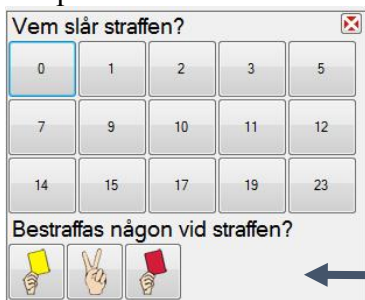 Vem slår straffen?
0 1 2 3 5
7 9 10 11 12
14 15 17 19 23
Bestraffas någon vid straffen?